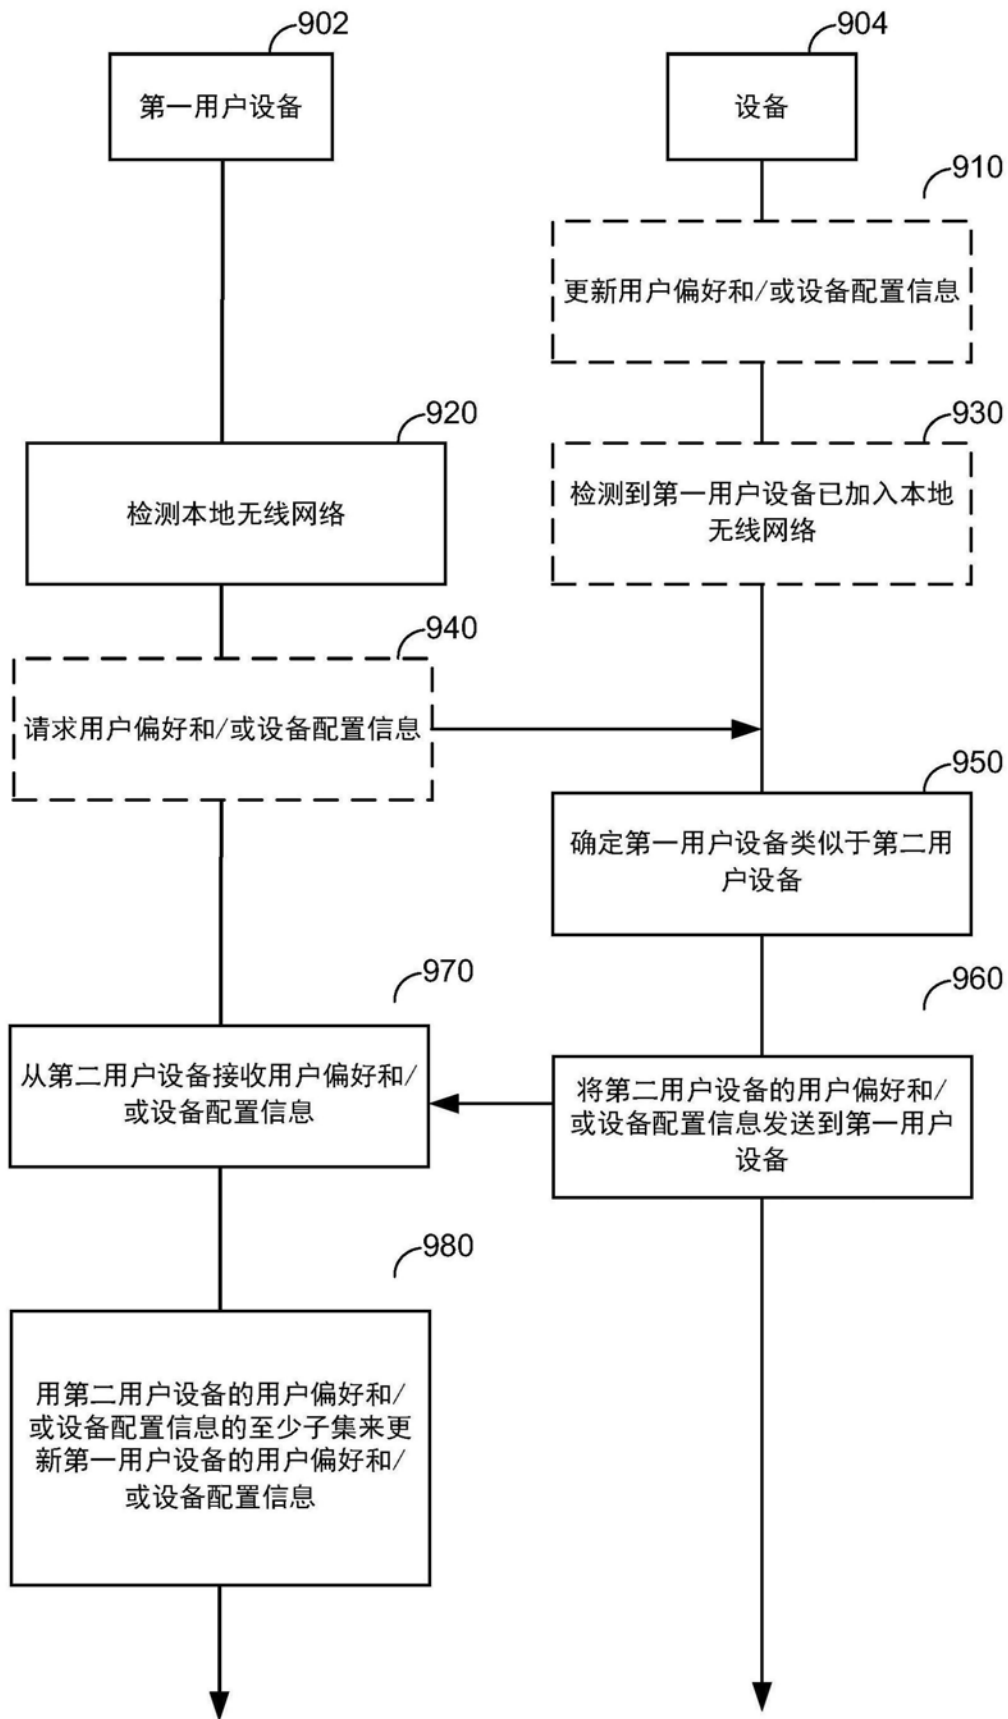 902
904
第一用户设备
设备
910
更新用户偏好和/或设备配置信息
920
930
检测本地无线网络
检测到第一用户设备已加入本地
无线网络
940
请求用户偏好和/或设备配置信息
950
确定第一用户设备类似于第二用
户设备
970
960
从第二用户设备接收用户偏好和/
或设备配置信息
将第二用户设备的用户偏好和/
或设备配置信息发送到第一用户
设备
980
用第二用户设备的用户偏好和/
或设备配置信息的至少子集来更
新第一用户设备的用户偏好和/
或设备配置信息